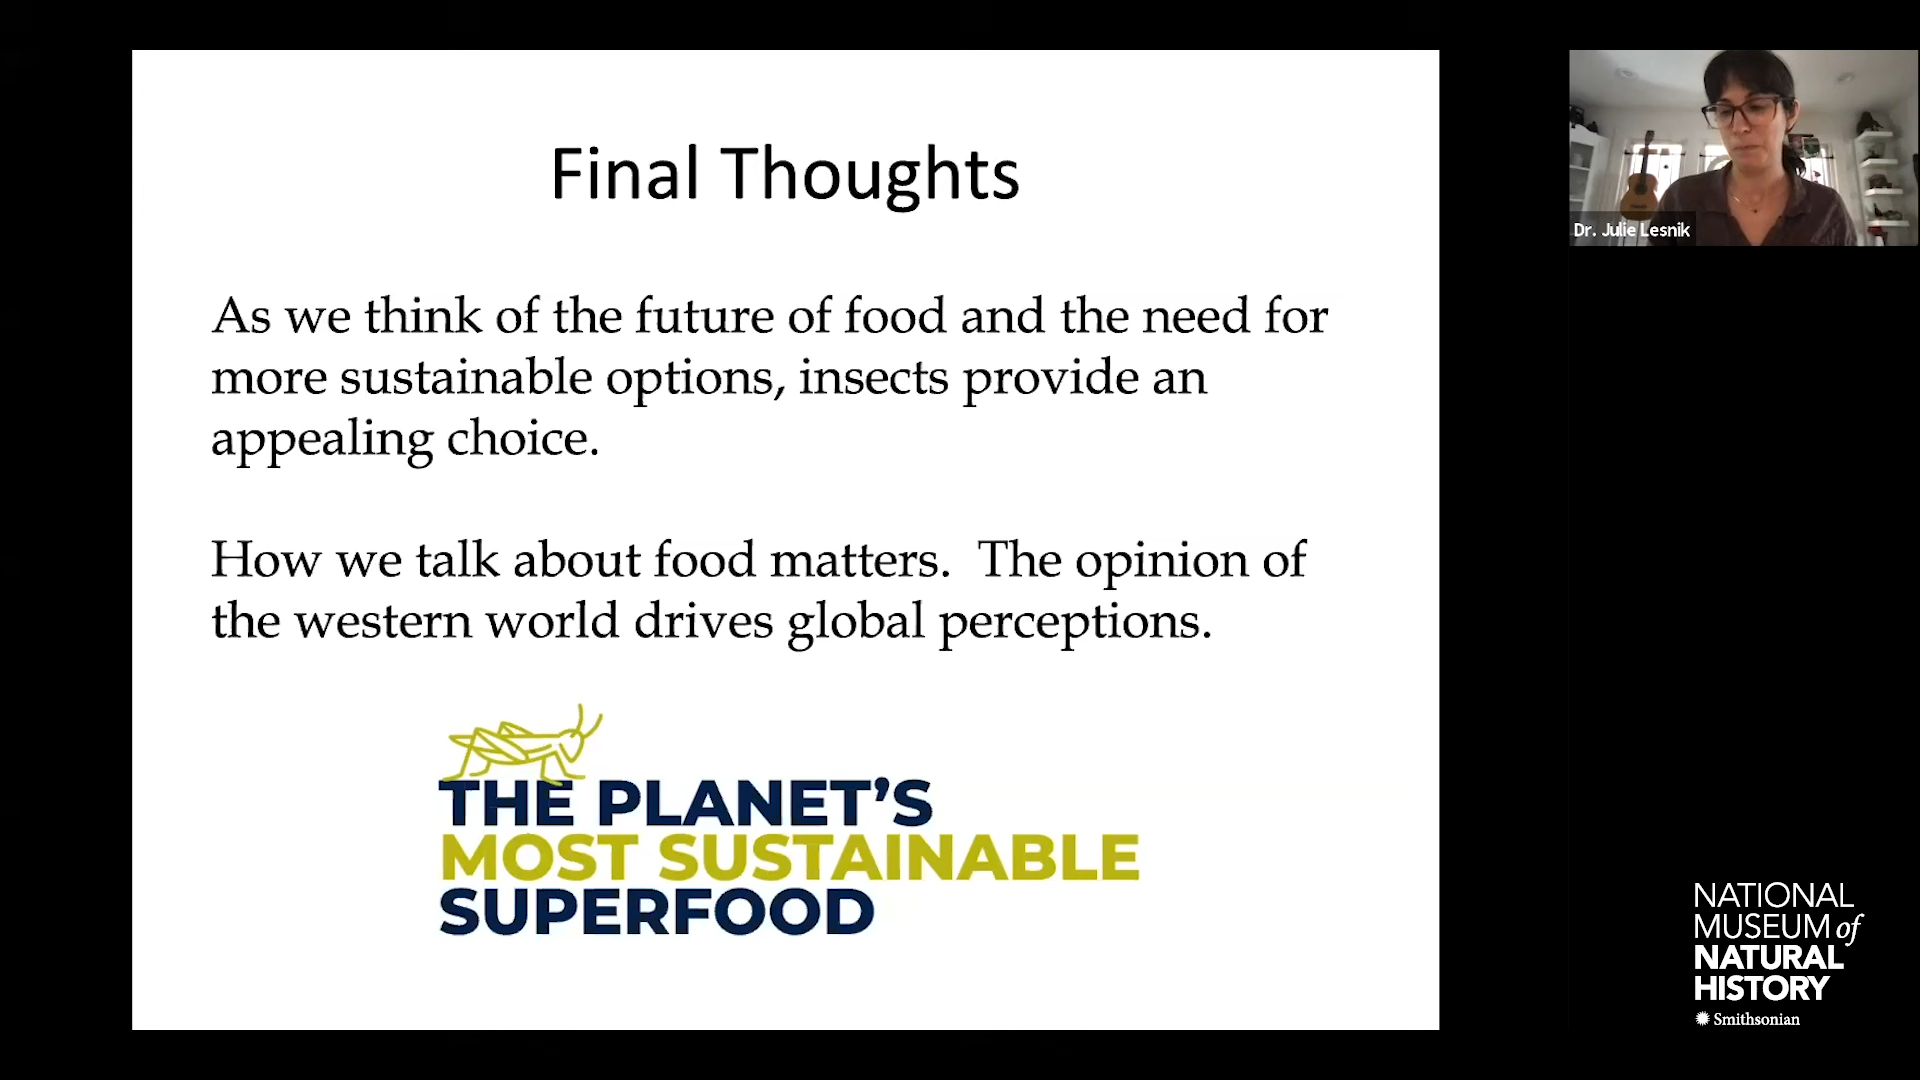 Final Thoughts
As we think of the future of food and the need for
more sustainable options, insects provide an
appealing choice.
How we talk about food matters.  The opinion of
the western world drives global perceptions.
THE PLANET'S
MOST SUSTAINABLE
SUPERFOOD
Dr. Julie Lesnik
NATIONAL
MUSEUM of
NATURAL
HISTORY
Smithsonian